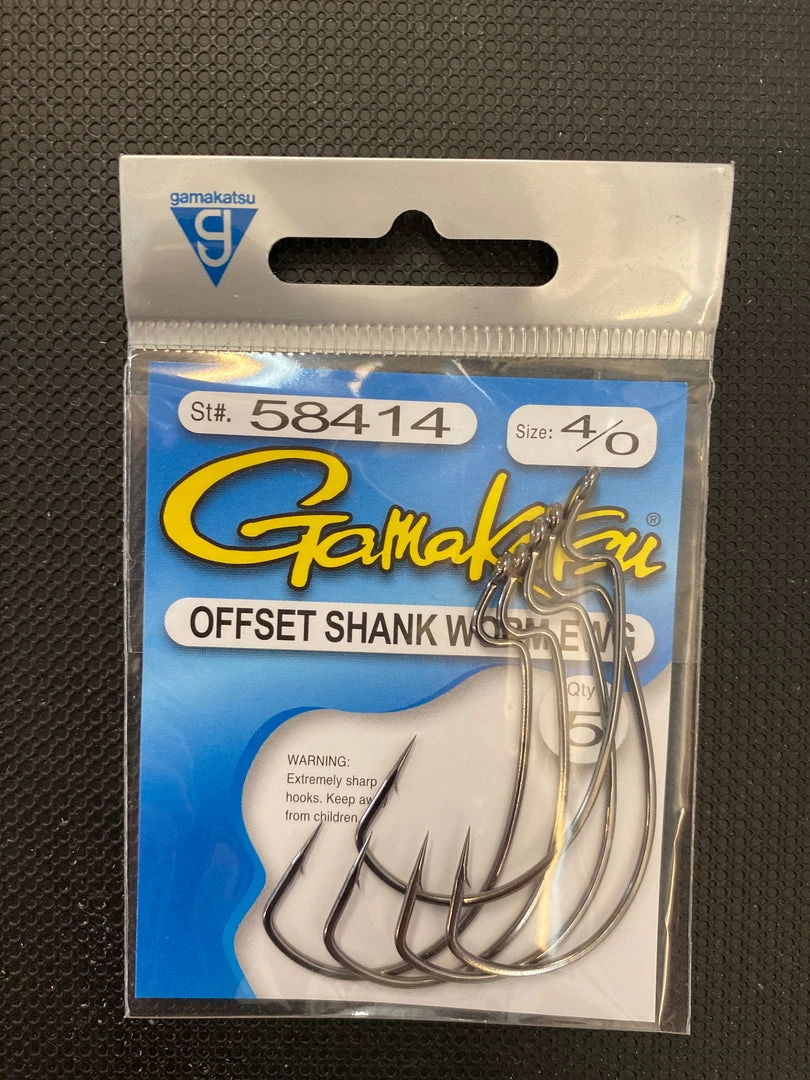 gamakatsu
g
St#. 58414
Size: 4/0
Gamakatsu®
OFFSET SHANK WORM EWG
Qty
5
WARNING:
Extremely sharp
hooks. Keep away
from children.